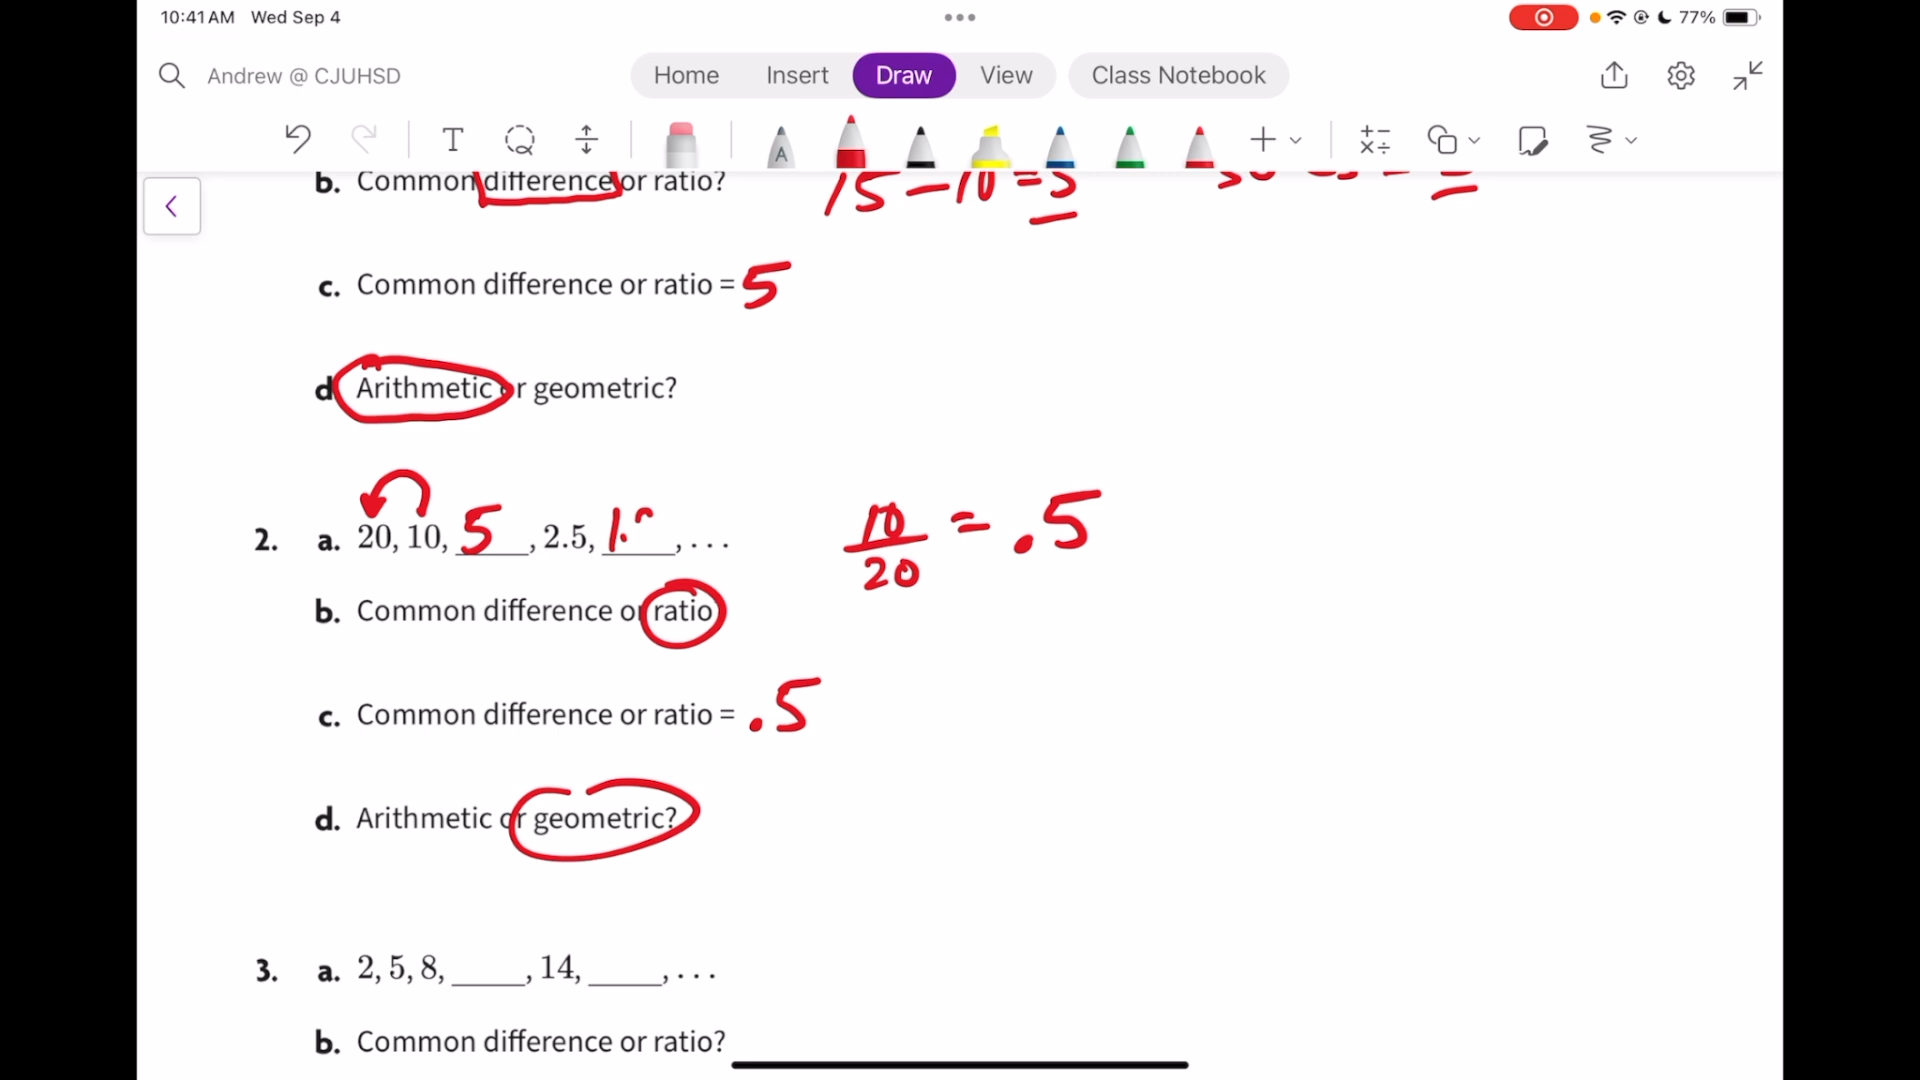 10:41 AM Wed Sep 4
77%
Andrew @ CJUHSD
Home Insert Draw View Class Notebook
T A
b. Common difference or ratio? 15 - 10 = 5
c. Common difference or ratio = 5
d Arithmetic or geometric?
2. a. 20, 10, 5, 2.5, 1. , . . . 10/20 = .5
b. Common difference or ratio
c. Common difference or ratio = .5
d. Arithmetic or geometric?
3. a. 2, 5, 8, ____, 14, ____, . . .
b. Common difference or ratio?